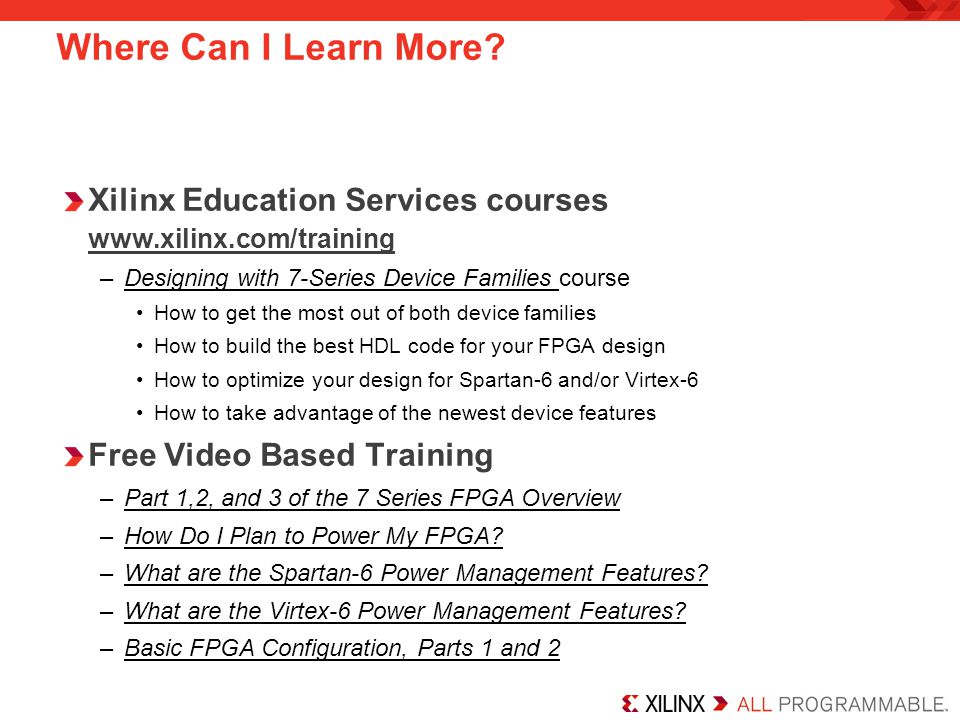 Where Can I Learn More?
Xilinx Education Services courses
www.xilinx.com/training
– Designing with 7-Series Device Families course
• How to get the most out of both device families
• How to build the best HDL code for your FPGA design
• How to optimize your design for Spartan-6 and/or Virtex-6
• How to take advantage of the newest device features
Free Video Based Training
– Part 1,2, and 3 of the 7 Series FPGA Overview
– How Do I Plan to Power My FPGA?
– What are the Spartan-6 Power Management Features?
– What are the Virtex-6 Power Management Features?
– Basic FPGA Configuration, Parts 1 and 2
XILINX ALL PROGRAMMABLE.